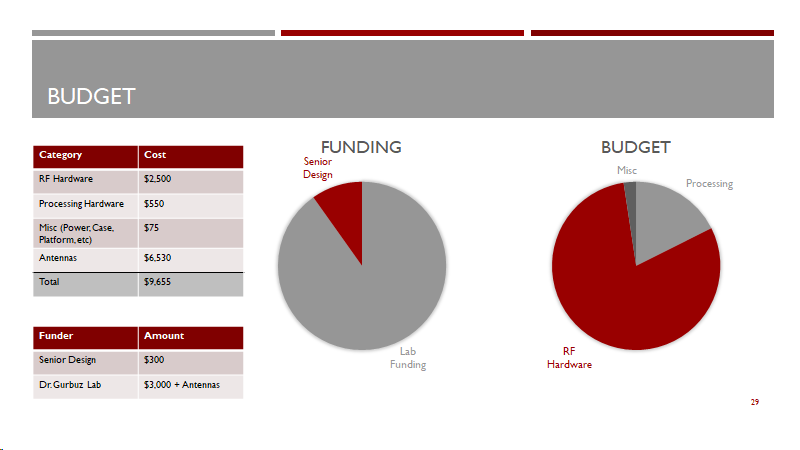 BUDGET
Category Cost
RF Hardware $2,500
Processing Hardware $550
Misc (Power, Case, $75
Platform, etc)
Antennas $6,530
Total $9,655
Funder Amount
Senior Design $300
Dr. Gurbuz Lab $3,000 + Antennas
FUNDING
Senior
Design
Lab
Funding
BUDGET
Misc
Processing
RF
Hardware
29